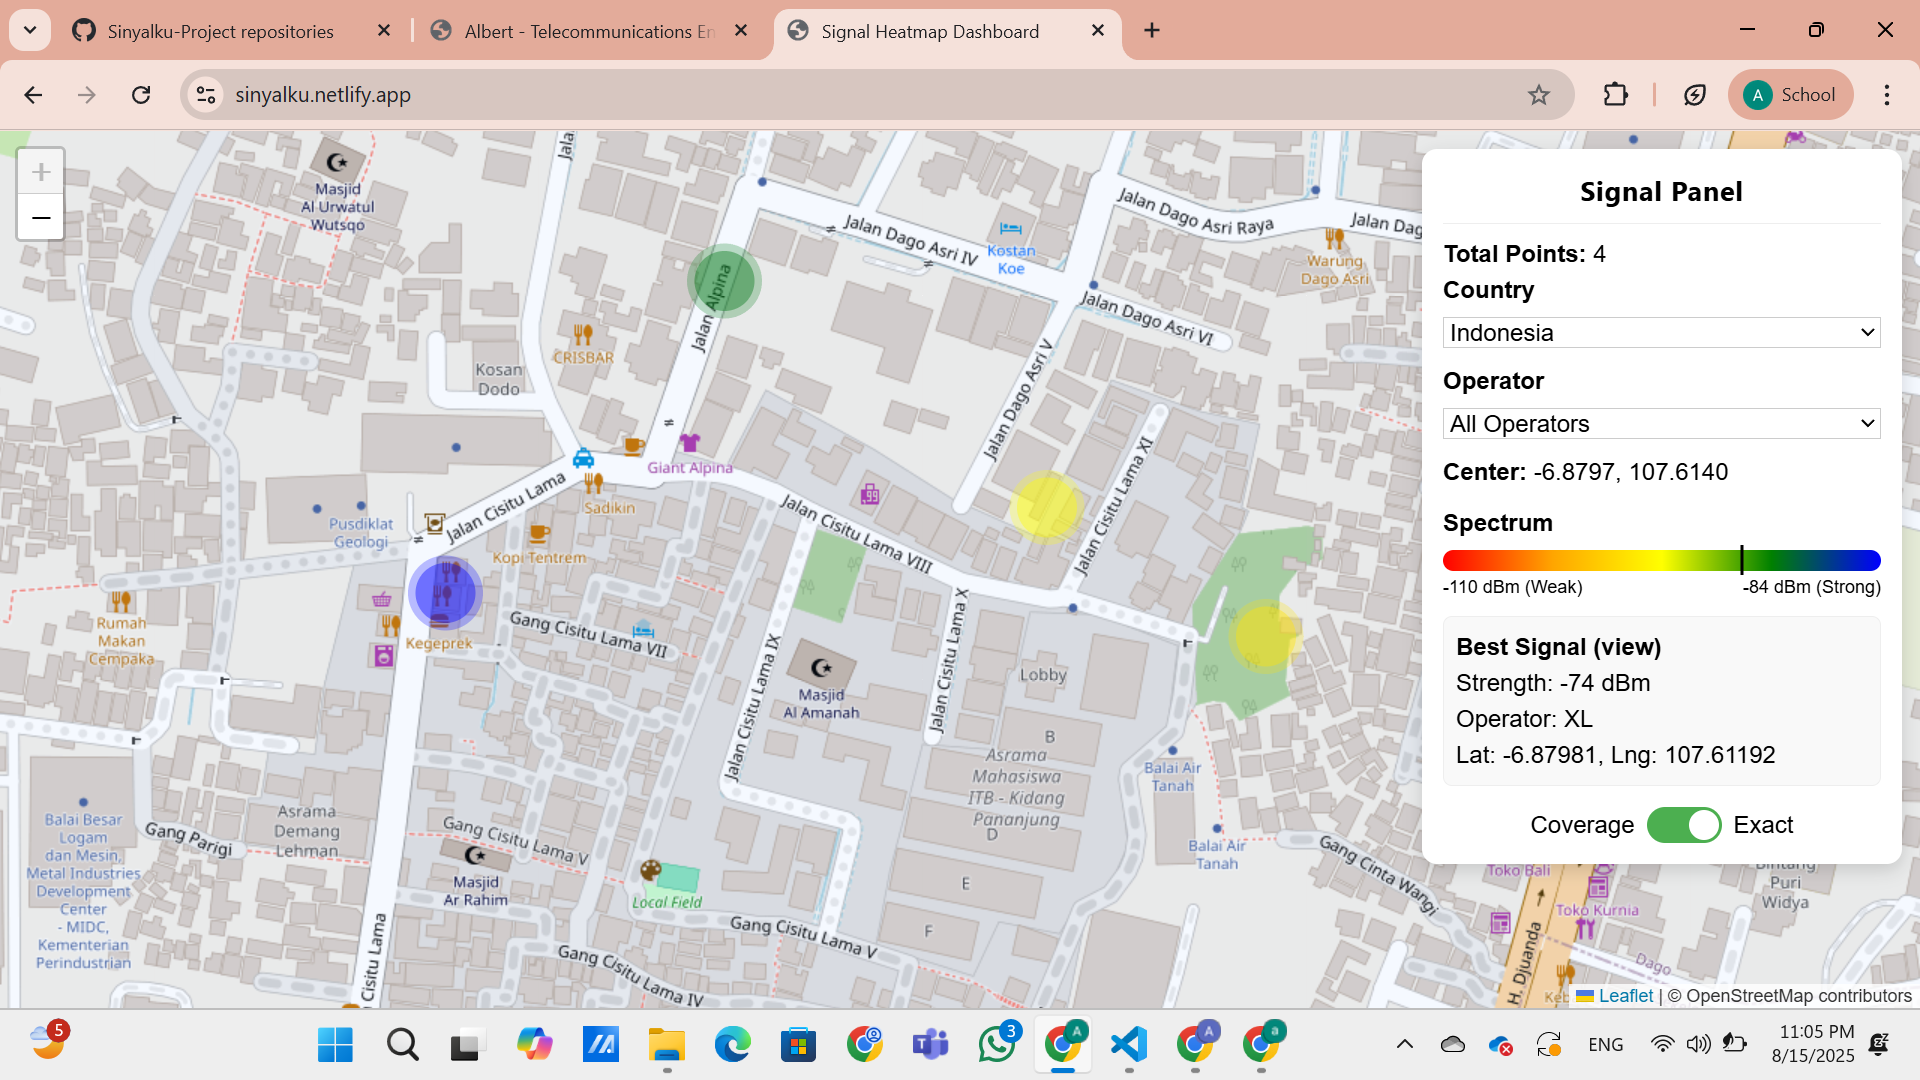 Sinyalku-Project repositories
Albert - Telecommunications En
Signal Heatmap Dashboard
sinyalku.netlify.app
A
School
+
−
Masjid
Al Urwatul
Wutsqo
Jalan Alpina
Jalan Dago Asri IV
Kostan
Koe
Jalan Dago Asri Raya
Jalan Dag
Warung
Dago Asri
Jalan Dago Asri VI
Jalan Dago Asri V
CRISBAR
Kosan
Dodo
Giant Alpina
Jalan Cisitu Lama
Sadikin
Pusdiklat
Geologi
Kopi Tentrem
Jalan Cisitu Lama VIII
Jalan Cisitu Lama XI
Rumah
Makan
Cempaka
Kegeprek
Gang Cisitu Lama VII
Jalan Cisitu Lama IX
Jalan Cisitu Lama X
Masjid
Al Amanah
Lobby
B
Asrama
Mahasiswa
ITB - Kidang
Pananjung
D
E
F
Balai Air
Tanah
Balai Air
Tanah
Balai Besar
Logam
dan Mesin,
Metal Industries
Development
Center
- MIDC,
Kementerian
Perindustrian
Gang Parigi
Asrama
Demang
Lehman
Gang Cisitu Lama V
Masjid
Ar Rahim
Local Field
Gang Cisitu Lama V
Gang Cisitu Lama IV
Cisitu Lama
Gang Cinta Wangi
Toko Bali
Toko Kurnia
Bintang
Puri
Widya
H. Djuanda
Dago
Signal Panel
Total Points: 4
Country
Indonesia
Operator
All Operators
Center: -6.8797, 107.6140
Spectrum
-110 dBm (Weak)
-84 dBm (Strong)
Best Signal (view)
Strength: -74 dBm
Operator: XL
Lat: -6.87981, Lng: 107.61192
Coverage
Exact
Leaflet | © OpenStreetMap contributors
5
3
A
A
a
ENG
11:05 PM
8/15/2025